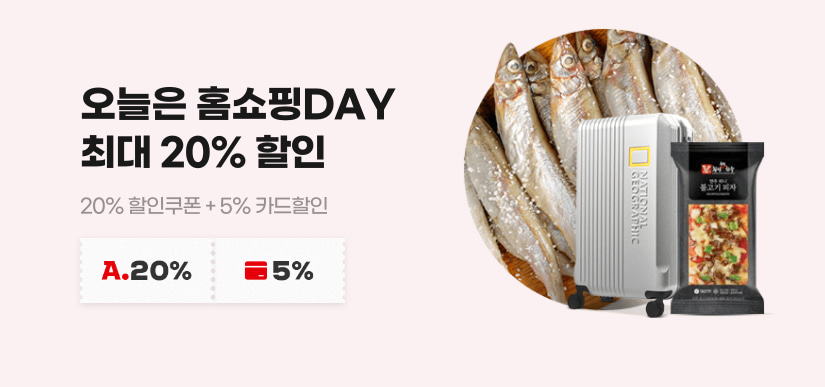 오늘은 홈쇼핑DAY
최대 20% 할인
20% 할인쿠폰 + 5% 카드할인
A.20%
5%
NATIONAL
GEOGRAPHIC
불고기 피자